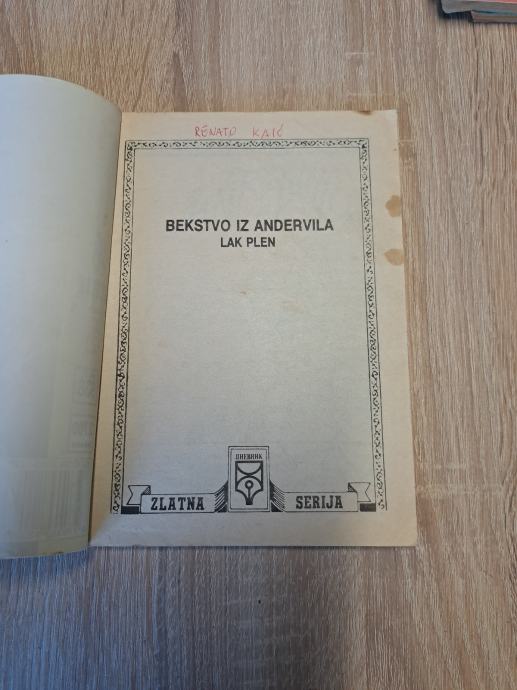 RENATO KAIĆ
BEKSTVO IZ ANDERVILA
LAK PLEN
DNEVNIK
ZLATNA SERIJA